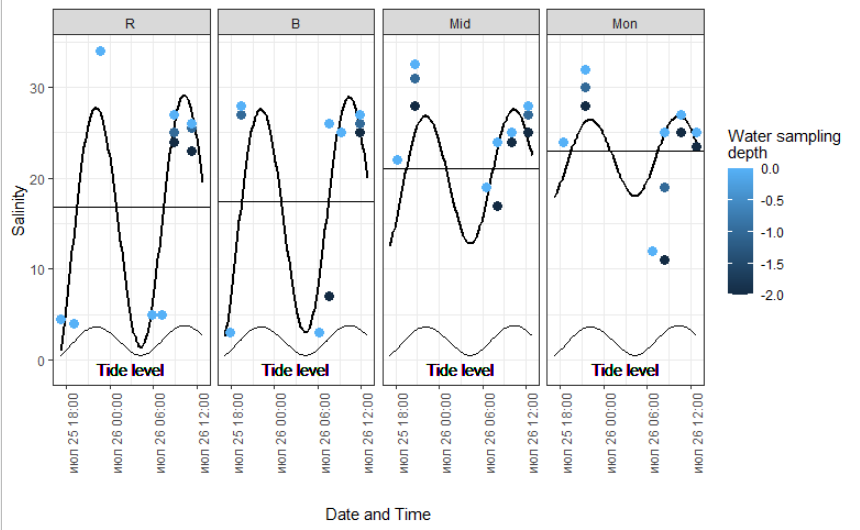 R B Mid Mon
Salinity
30
20
10
0
Tide level Tide level Tide level Tide level
июл 25 18:00 июл 26 00:00 июл 26 06:00 июл 26 12:00 июл 25 18:00 июл 26 00:00 июл 26 06:00 июл 26 12:00 июл 25 18:00 июл 26 00:00 июл 26 06:00 июл 26 12:00 июл 25 18:00 июл 26 00:00 июл 26 06:00 июл 26 12:00
Date and Time
Water sampling
depth
0.0
-0.5
-1.0
-1.5
-2.0